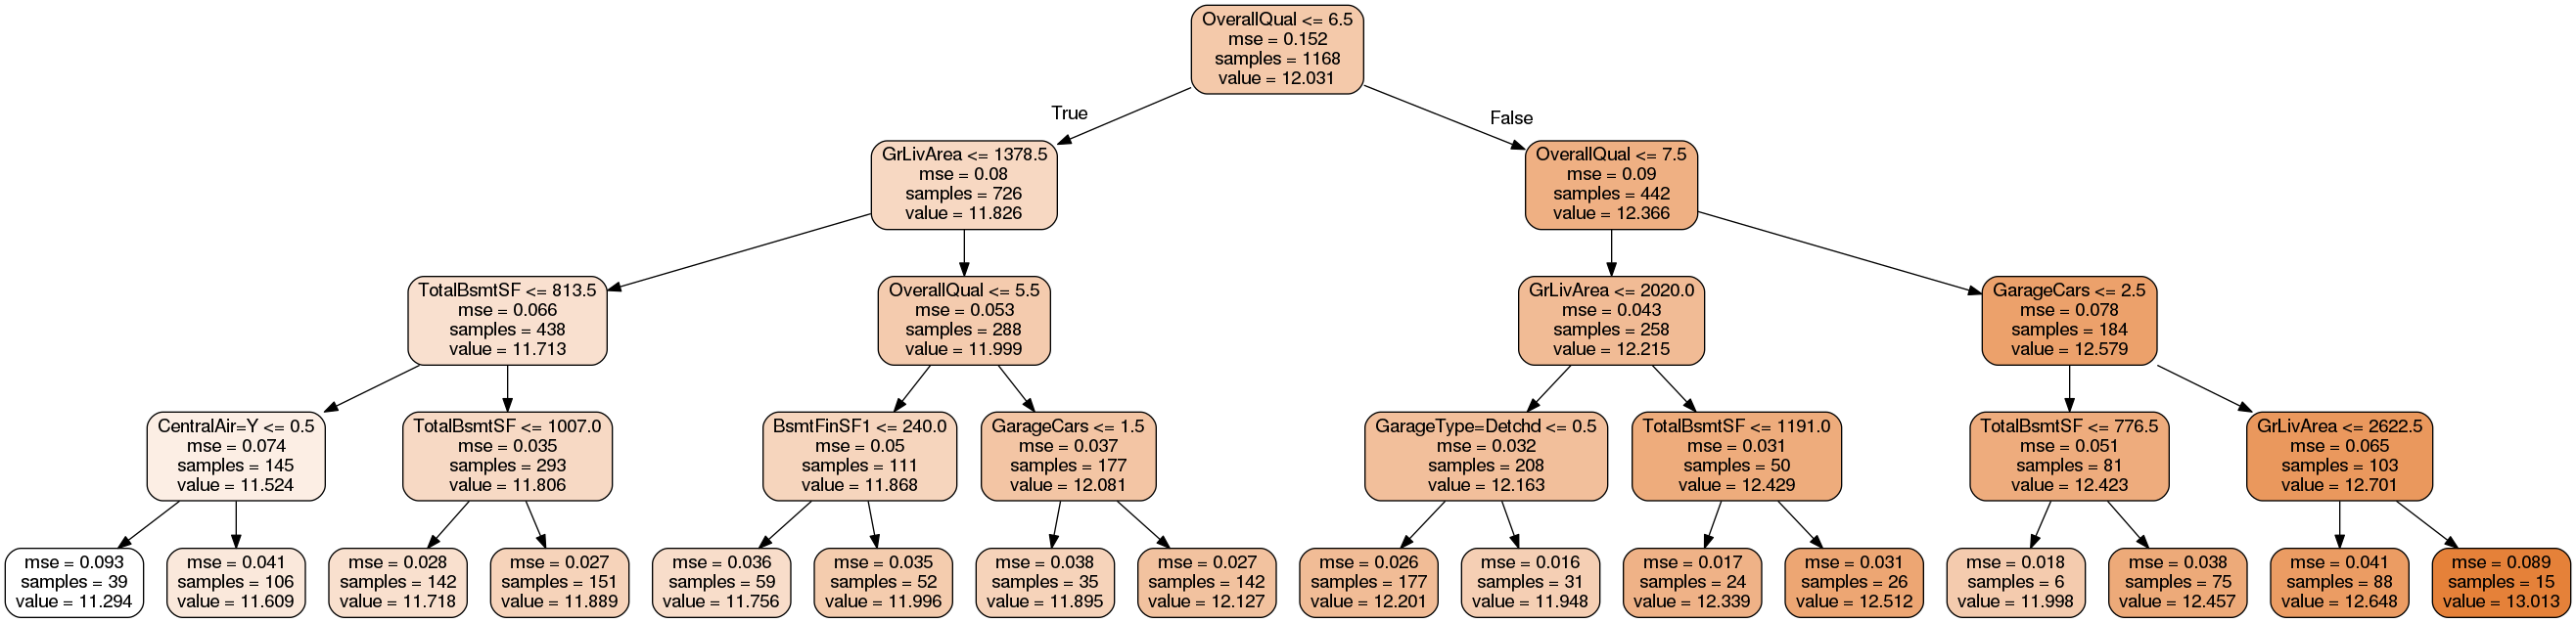 OverallQual <= 6.5
mse = 0.152
samples = 1168
value = 12.031
True
False
GrLivArea <= 1378.5
mse = 0.08
samples = 726
value = 11.826
OverallQual <= 7.5
mse = 0.09
samples = 442
value = 12.366
TotalBsmtSF <= 813.5
mse = 0.066
samples = 438
value = 11.713
OverallQual <= 5.5
mse = 0.053
samples = 288
value = 11.999
GrLivArea <= 2020.0
mse = 0.043
samples = 258
value = 12.215
GarageCars <= 2.5
mse = 0.078
samples = 184
value = 12.579
CentralAir=Y <= 0.5
mse = 0.074
samples = 145
value = 11.524
TotalBsmtSF <= 1007.0
mse = 0.035
samples = 293
value = 11.806
BsmtFinSF1 <= 240.0
mse = 0.05
samples = 111
value = 11.868
GarageCars <= 1.5
mse = 0.037
samples = 177
value = 12.081
GarageType=Detchd <= 0.5
mse = 0.032
samples = 208
value = 12.163
TotalBsmtSF <= 1191.0
mse = 0.031
samples = 50
value = 12.429
TotalBsmtSF <= 776.5
mse = 0.051
samples = 81
value = 12.423
GrLivArea <= 2622.5
mse = 0.065
samples = 103
value = 12.701
mse = 0.093
samples = 39
value = 11.294
mse = 0.041
samples = 106
value = 11.609
mse = 0.028
samples = 142
value = 11.718
mse = 0.027
samples = 151
value = 11.889
mse = 0.036
samples = 59
value = 11.756
mse = 0.035
samples = 52
value = 11.996
mse = 0.038
samples = 35
value = 11.895
mse = 0.027
samples = 142
value = 12.127
mse = 0.026
samples = 177
value = 12.201
mse = 0.016
samples = 31
value = 11.948
mse = 0.017
samples = 24
value = 12.339
mse = 0.031
samples = 26
value = 12.512
mse = 0.018
samples = 6
value = 11.998
mse = 0.038
samples = 75
value = 12.457
mse = 0.041
samples = 88
value = 12.648
mse = 0.089
samples = 15
value = 13.013